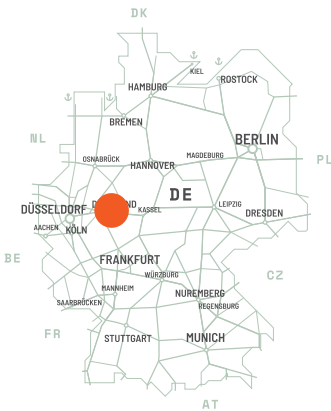 DK
KIEL
ROSTOCK
HAMBURG
BREMEN
NL
BERLIN
OSNABRÜCK
MAGDEBURG
PL
HANNOVER
DE
DÜSSELDORF
KASSEL
LEIPZIG
DRESDEN
AACHEN
KÖLN
BE
FRANKFURT
WÜRZBURG
CZ
MANNHEIM
NUREMBERG
SAARBRÜCKEN
REGENSBURG
FR
STUTTGART
MUNICH
AT